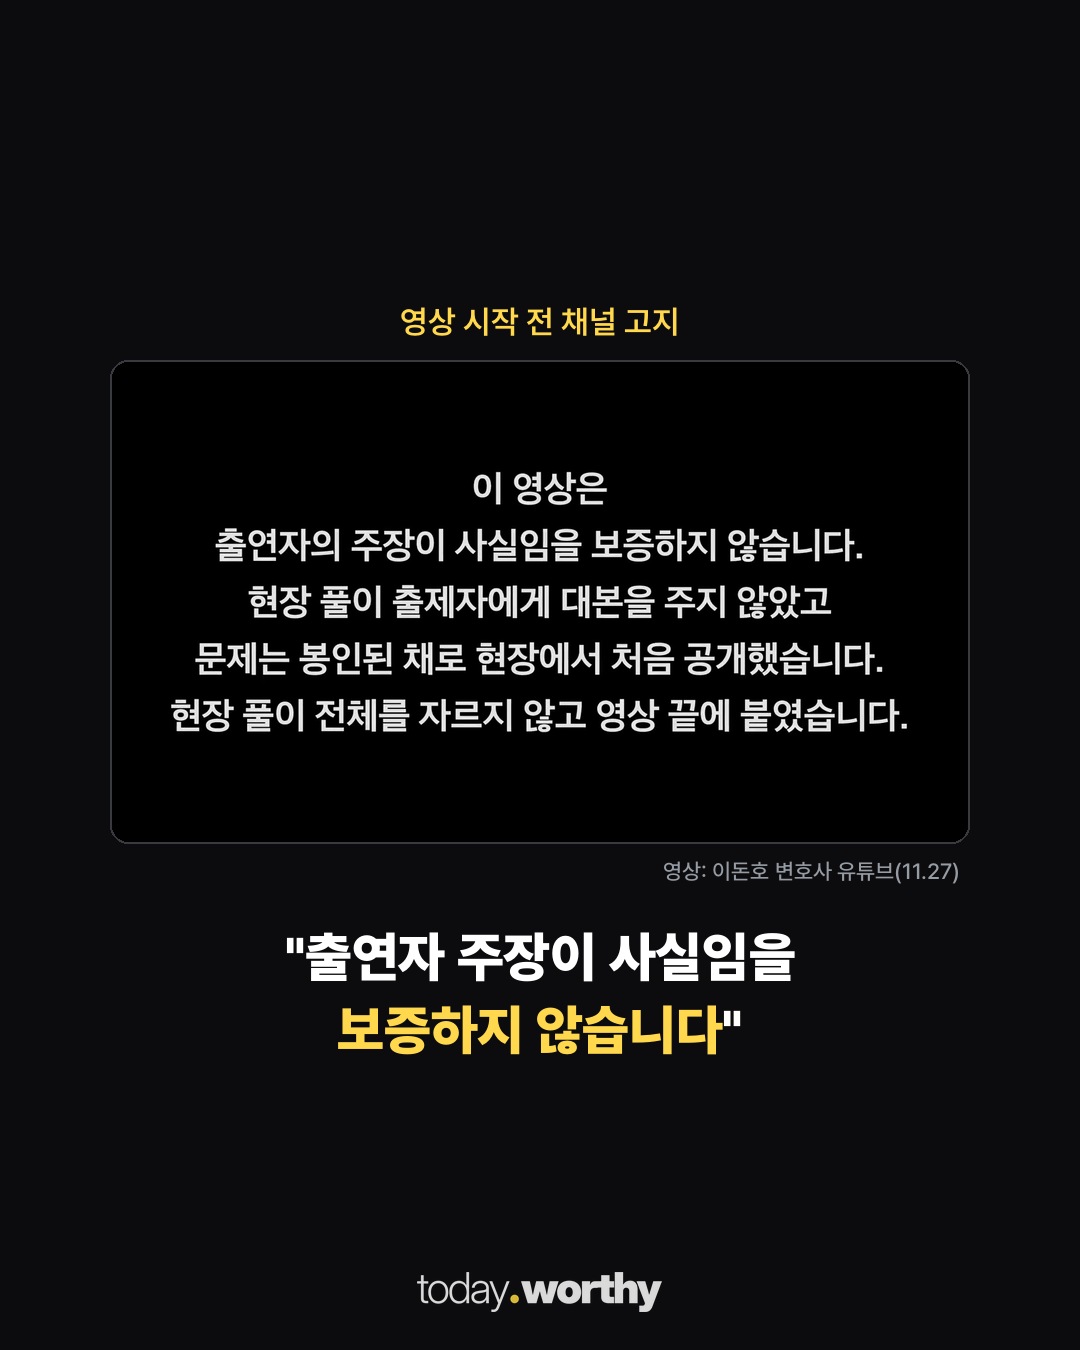 영상 시작 전 채널 고지
이 영상은
출연자의 주장이 사실임을 보증하지 않습니다.
현장 풀이 출제자에게 대본을 주지 않았고
문제는 봉인된 채로 현장에서 처음 공개했습니다.
현장 풀이 전체를 자르지 않고 영상 끝에 붙였습니다.
영상: 이돈호 변호사 유튜브(11.27)
"출연자 주장이 사실임을
보증하지 않습니다"
today.worthy